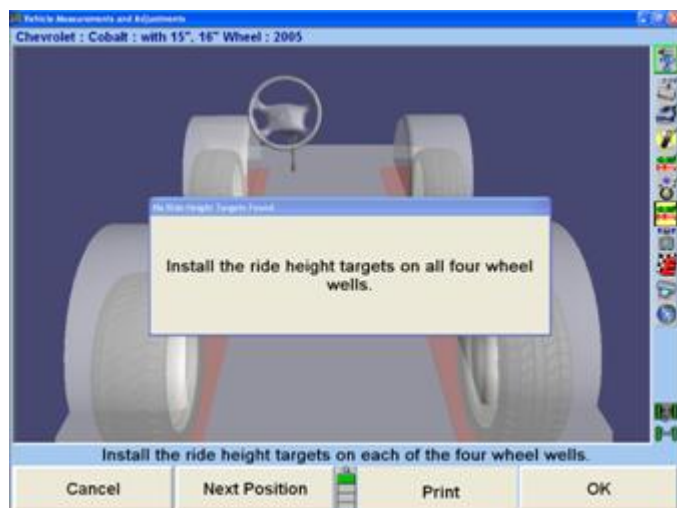 Vehicle Measurements and Adjustments
Chevrolet : Cobalt : with 15", 16" Wheel : 2005
No Ride Height Targets Found
Install the ride height targets on all four wheel
wells.
Install the ride height targets on each of the four wheel wells.
Cancel
Next Position
Print
OK